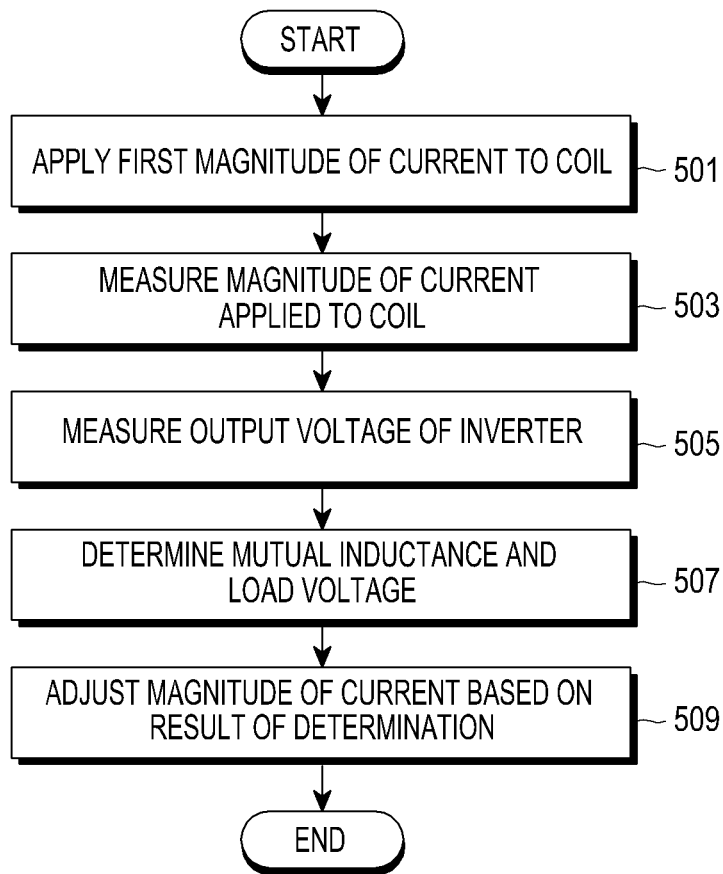 START
APPLY FIRST MAGNITUDE OF CURRENT TO COIL
501
MEASURE MAGNITUDE OF CURRENT
APPLIED TO COIL
503
MEASURE OUTPUT VOLTAGE OF INVERTER
505
DETERMINE MUTUAL INDUCTANCE AND
LOAD VOLTAGE
507
ADJUST MAGNITUDE OF CURRENT BASED ON
RESULT OF DETERMINATION
509
END